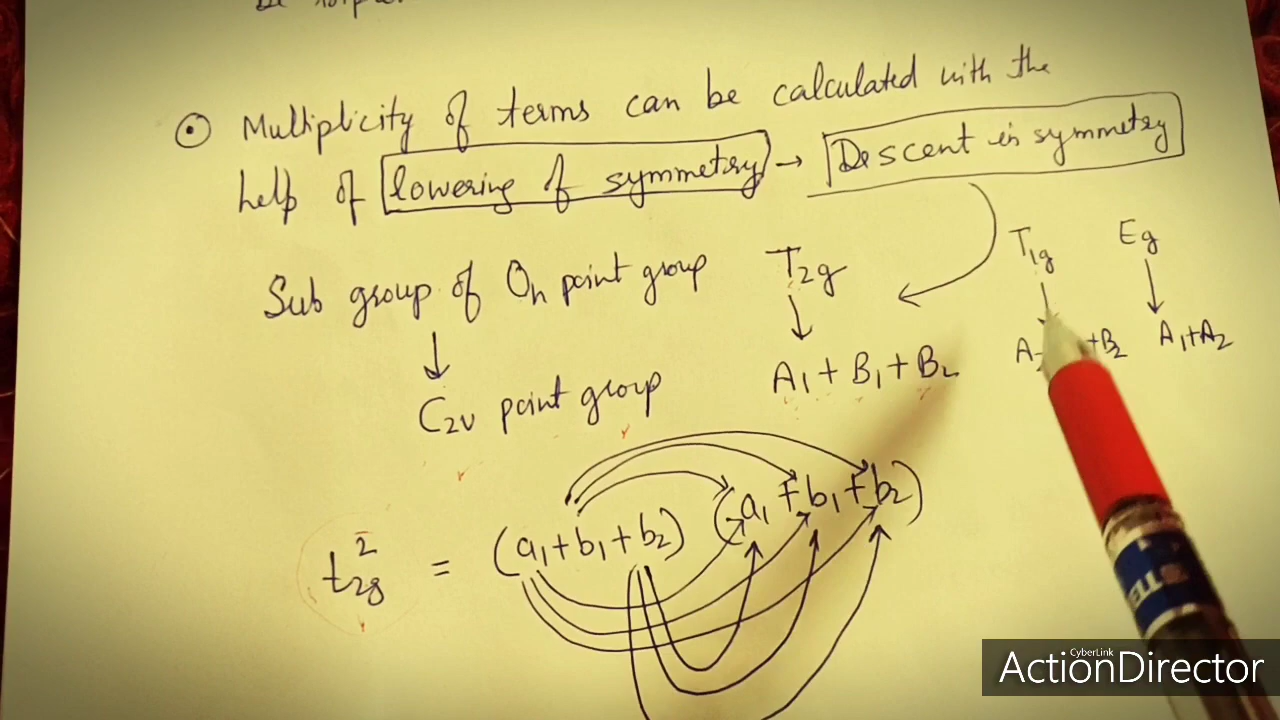 ⊙ Multiplicity of terms can be calculated with the
help of lowering of symmetry → Descent in symmetry
Sub group of Oh point group T2g T1g Eg
↓ ↓ ↓ ↓
C2v point group A1 + B1 + B2 +B2 A1+A2
t2g² = (a1+b1+b2) (a1+b1+b2)
STE
CyberLink
ActionDirector